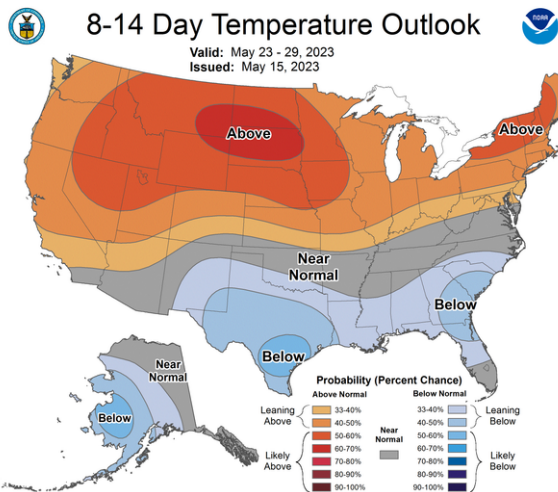 8-14 Day Temperature Outlook
NOAA
Valid: May 23 - 29, 2023
Issued: May 15, 2023
Above
Above
Near
Normal
Below
Below
Near
Normal
Below
Probability (Percent Chance)
Above Normal
Below Normal
Leaning
Above
33-40%
40-50%
50-60%
60-70%
70-80%
80-90%
90-100%
Likely
Above
Near
Normal
33-40%
40-50%
50-60%
60-70%
70-80%
80-90%
90-100%
Leaning
Below
Likely
Below